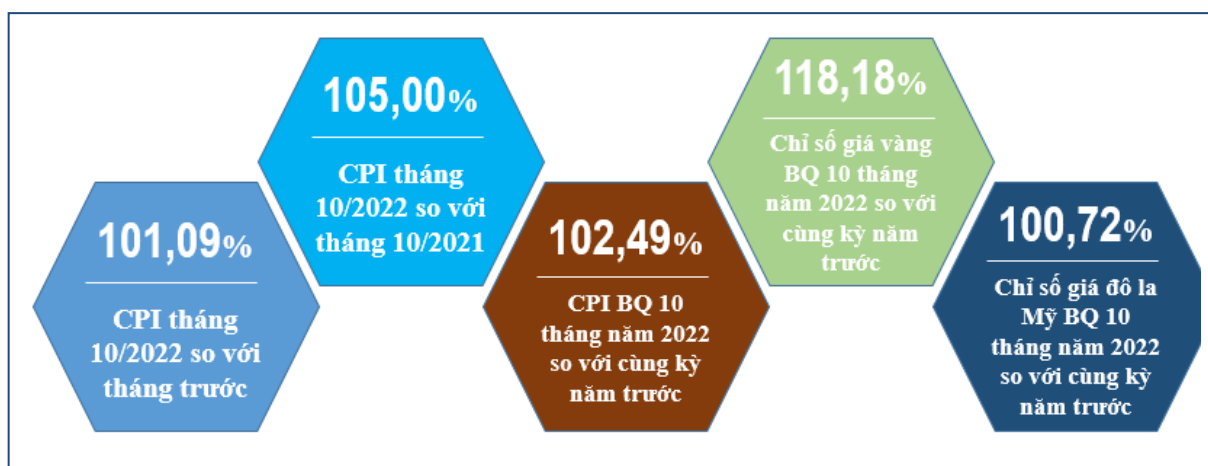 101,09%
CPI tháng
10/2022 so với
tháng trước
105,00%
CPI tháng
10/2022 so với
tháng 10/2021
102,49%
CPI BQ 10
tháng năm 2022
so với cùng kỳ
năm trước
118,18%
Chỉ số giá vàng
BQ 10 tháng
năm 2022 so với
cùng kỳ năm
trước
100,72%
Chỉ số giá đô la
Mỹ BQ 10
tháng năm 2022
so với cùng kỳ
năm trước